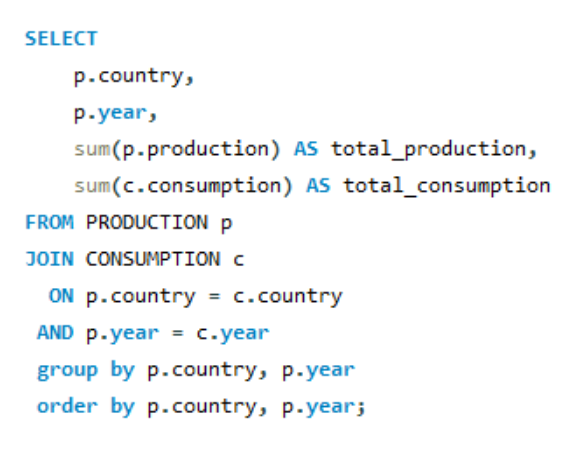 SELECT
    p.country,
    p.year,
    sum(p.production) AS total_production,
    sum(c.consumption) AS total_consumption
FROM PRODUCTION p
JOIN CONSUMPTION c
  ON p.country = c.country
 AND p.year = c.year
 group by p.country, p.year
 order by p.country, p.year;